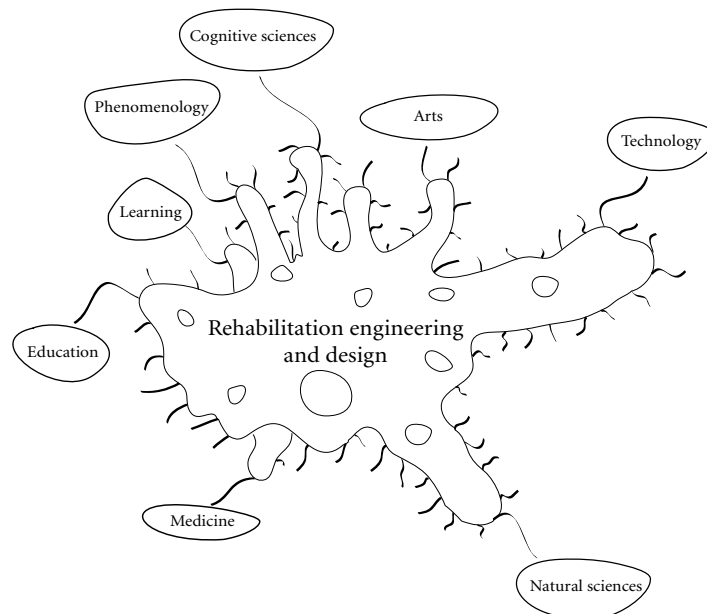 Cognitive sciences
Phenomenology
Arts
Technology
Learning
Rehabilitation engineering
and design
Education
Medicine
Natural sciences